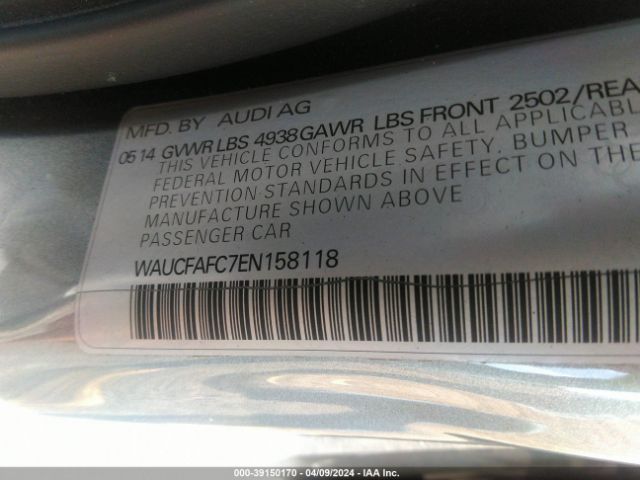 MFD. BY AUDI AG
0514 GVWR LBS 4938 GAWR LBS FRONT 2502/REA
THIS VEHICLE CONFORMS TO ALL APPLICABL
FEDERAL MOTOR VEHICLE SAFETY, BUMPER
PREVENTION STANDARDS IN EFFECT ON THE
MANUFACTURE SHOWN ABOVE
PASSENGER CAR
WAUCFAFC7EN158118
000-39150170 | 04/09/2024 | IAA Inc.